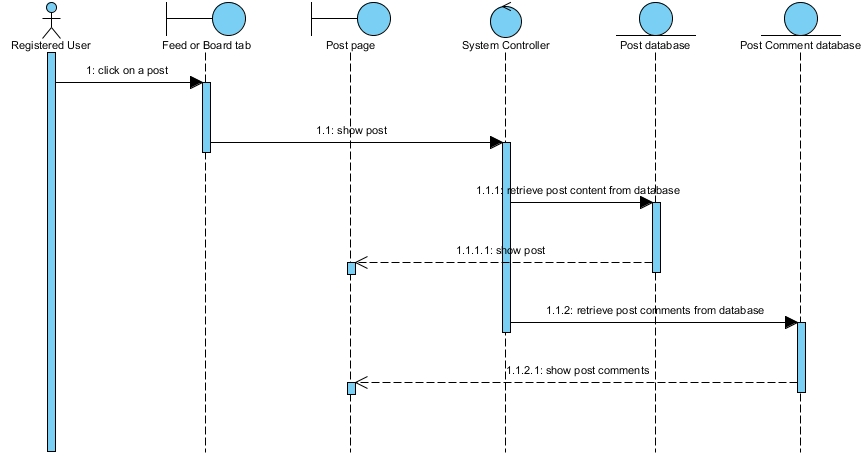 Registered User
Feed or Board tab
Post page
System Controller
Post database
Post Comment database
1: click on a post
1.1: show post
1.1.1: retrieve post content from database
1.1.1.1: show post
1.1.2: retrieve post comments from database
1.1.2.1: show post comments